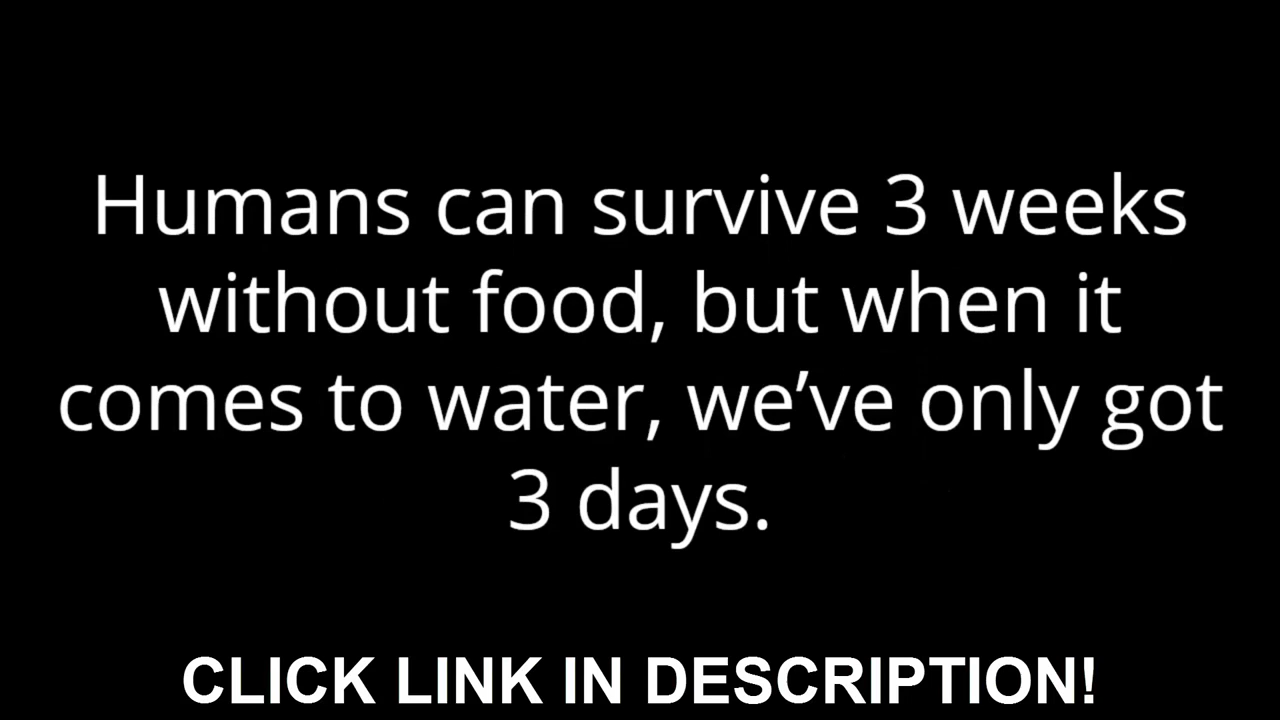 Humans can survive 3 weeks
without food, but when it
comes to water, we’ve only got
3 days.
CLICK LINK IN DESCRIPTION!